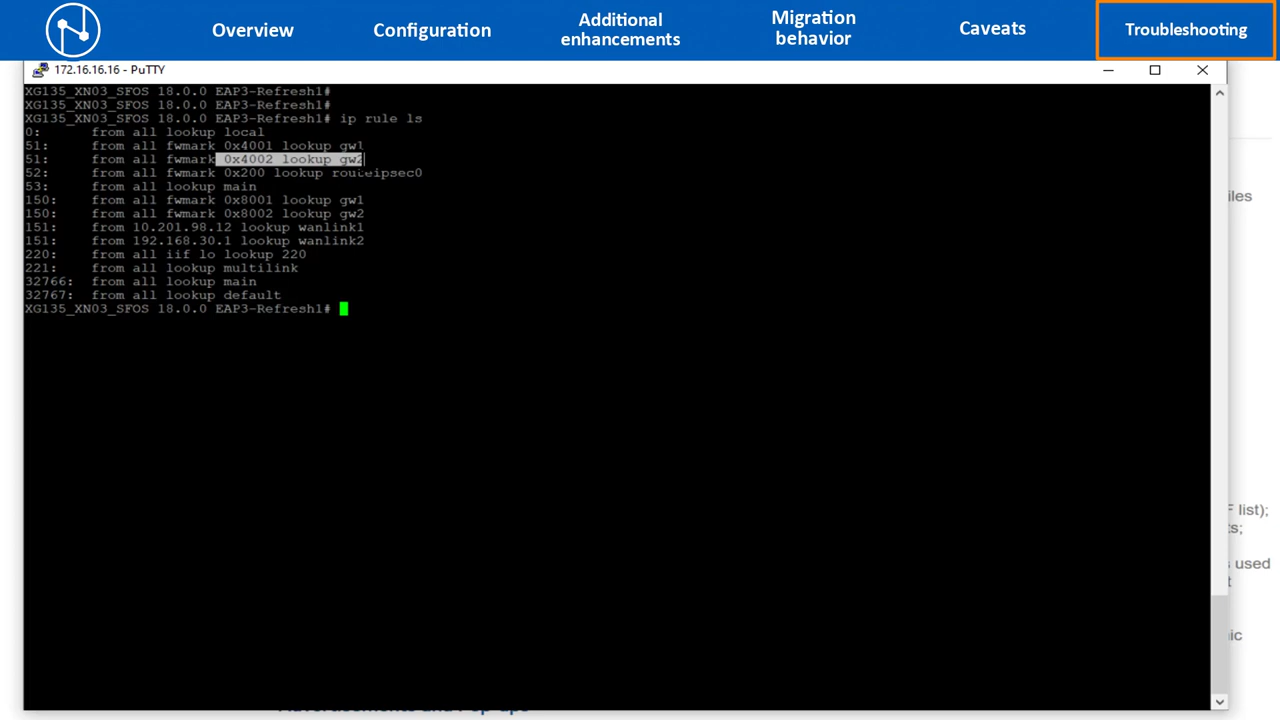 Overview
Configuration
Additional
enhancements
Migration
behavior
Caveats
Troubleshooting
172.16.16.16 - PuTTY
XG135_XN03_SFOS 18.0.0 EAP3-Refresh1#
XG135_XN03_SFOS 18.0.0 EAP3-Refresh1#
XG135_XN03_SFOS 18.0.0 EAP3-Refresh1# ip rule ls
0: from all lookup local
51: from all fwmark 0x4001 lookup gw1
51: from all fwmark 0x4002 lookup gw2
52: from all fwmark 0x200 lookup routeipsec0
53: from all lookup main
150: from all fwmark 0x8001 lookup gw1
150: from all fwmark 0x8002 lookup gw2
151: from 10.201.98.12 lookup wanlink1
151: from 192.168.30.1 lookup wanlink2
220: from all iif lo lookup 220
221: from all lookup multilink
32766: from all lookup main
32767: from all lookup default
XG135_XN03_SFOS 18.0.0 EAP3-Refresh1#
iles
F list);
ts;
s used
t
ic